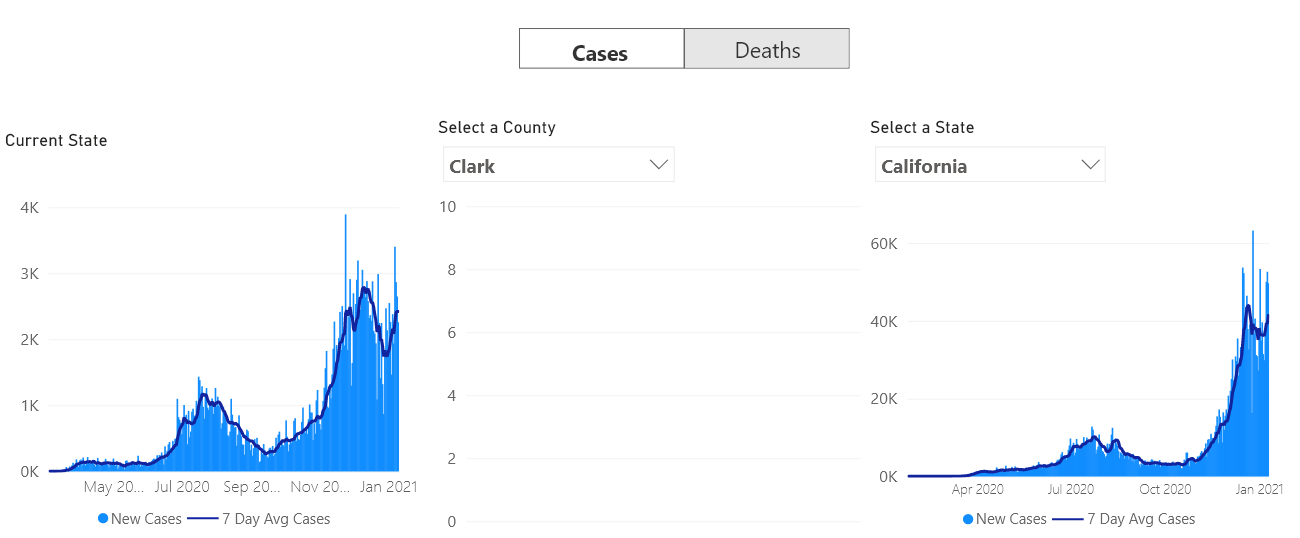 Cases Deaths
Current State
Select a County
Select a State
Clark
California
4K
3K
2K
1K
0K
May 20... Jul 2020 Sep 20... Nov 20... Jan 2021
New Cases 7 Day Avg Cases
10
8
6
4
2
0
60K
40K
20K
0K
Apr 2020 Jul 2020 Oct 2020 Jan 2021
New Cases 7 Day Avg Cases